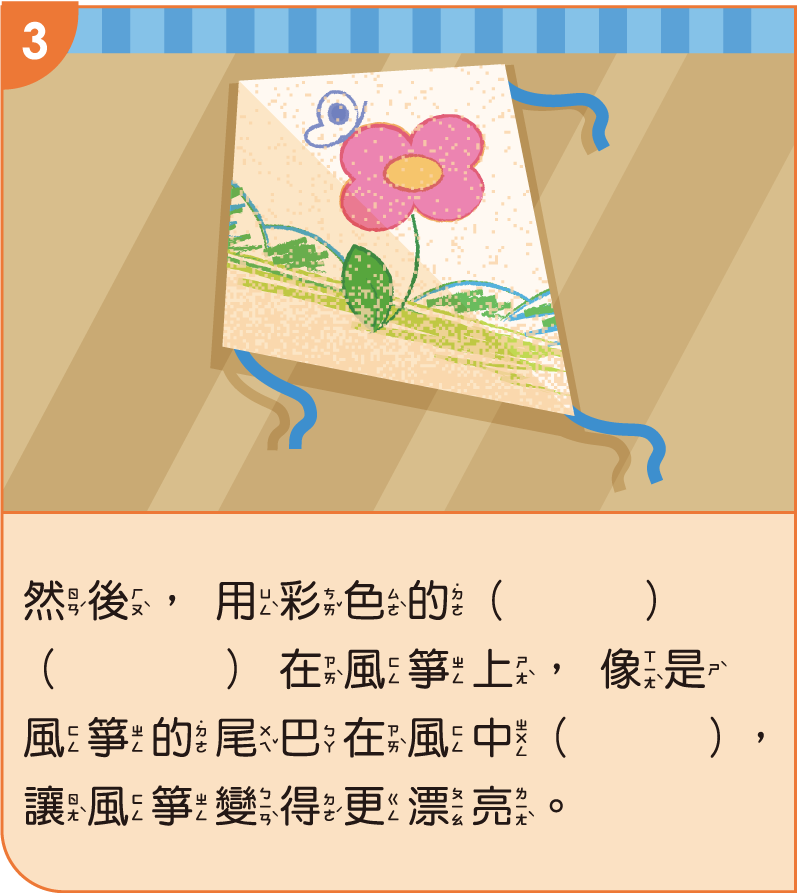 3
然後，用彩色的（　　　）
（　　　）在風箏上，像是
風箏的尾巴在風中（　　　），
讓風箏變得更漂亮。